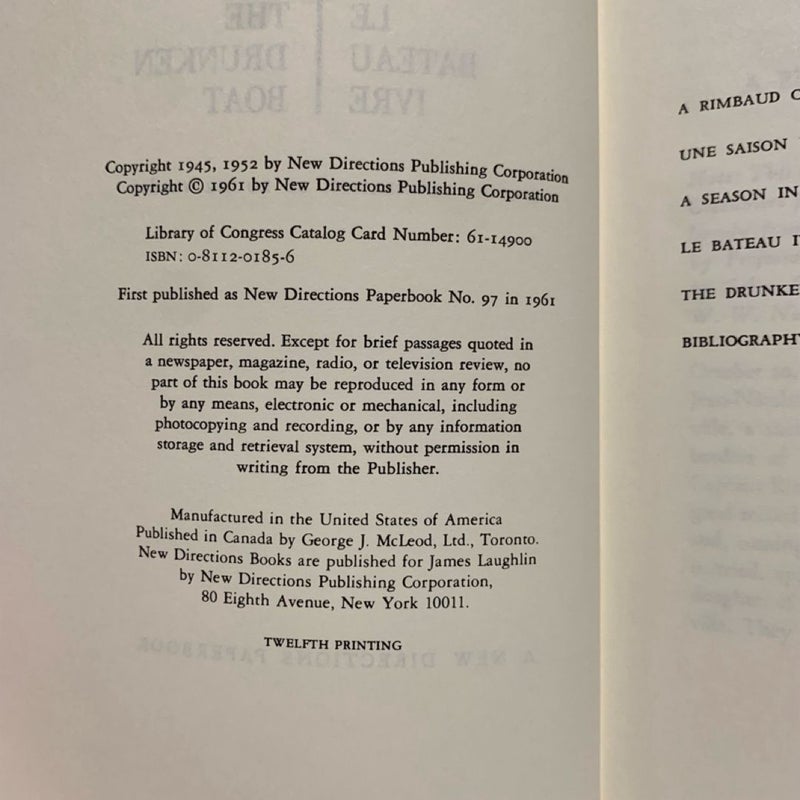 Copyright 1945, 1952 by New Directions Publishing Corporation
Copyright © 1961 by New Directions Publishing Corporation
Library of Congress Catalog Card Number: 61-14900
ISBN: 0-8112-0185-6
First published as New Directions Paperbook No. 97 in 1961
All rights reserved. Except for brief passages quoted in
a newspaper, magazine, radio, or television review, no
part of this book may be reproduced in any form or
by any means, electronic or mechanical, including
photocopying and recording, or by any information
storage and retrieval system, without permission in
writing from the Publisher.
Manufactured in the United States of America
Published in Canada by George J. McLeod, Ltd., Toronto.
New Directions Books are published for James Laughlin
by New Directions Publishing Corporation,
80 Eighth Avenue, New York 10011.
TWELFTH PRINTING
A RIMBAUD C
UNE SAISON
A SEASON IN
LE BATEAU I
THE DRUNKE
BIBLIOGRAPHY